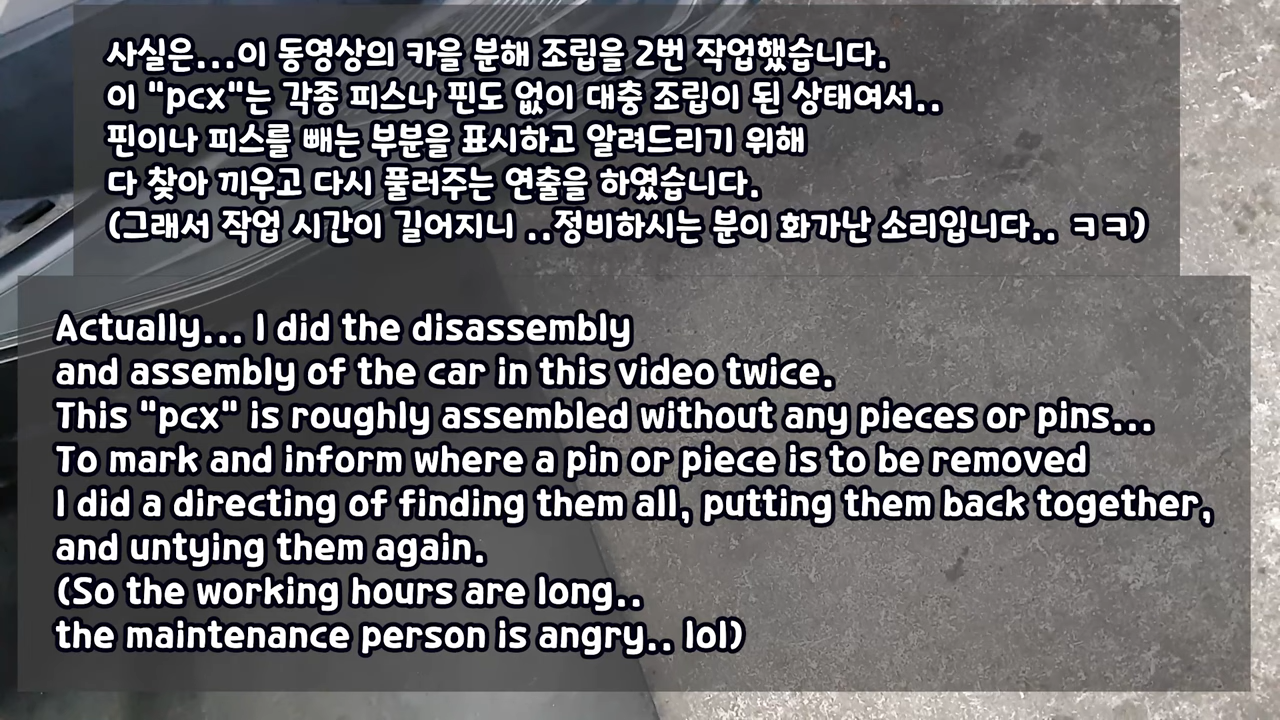 사실은...이 동영상의 카을 분해 조립을 2번 작업했습니다.
이 "pcx"는 각종 피스나 핀도 없이 대충 조립이 된 상태여서..
핀이나 피스를 빼는 부분을 표시하고 알려드리기 위해
다 찾아 끼우고 다시 풀러주는 연출을 하였습니다.
(그래서 작업 시간이 길어지니 ..정비하시는 분이 화가난 소리입니다.. ㅋㅋ)
Actually... I did the disassembly
and assembly of the car in this video twice.
This "pcx" is roughly assembled without any pieces or pins...
To mark and inform where a pin or piece is to be removed
I did a directing of finding them all, putting them back together,
and untying them again.
(So the working hours are long..
the maintenance person is angry.. lol)